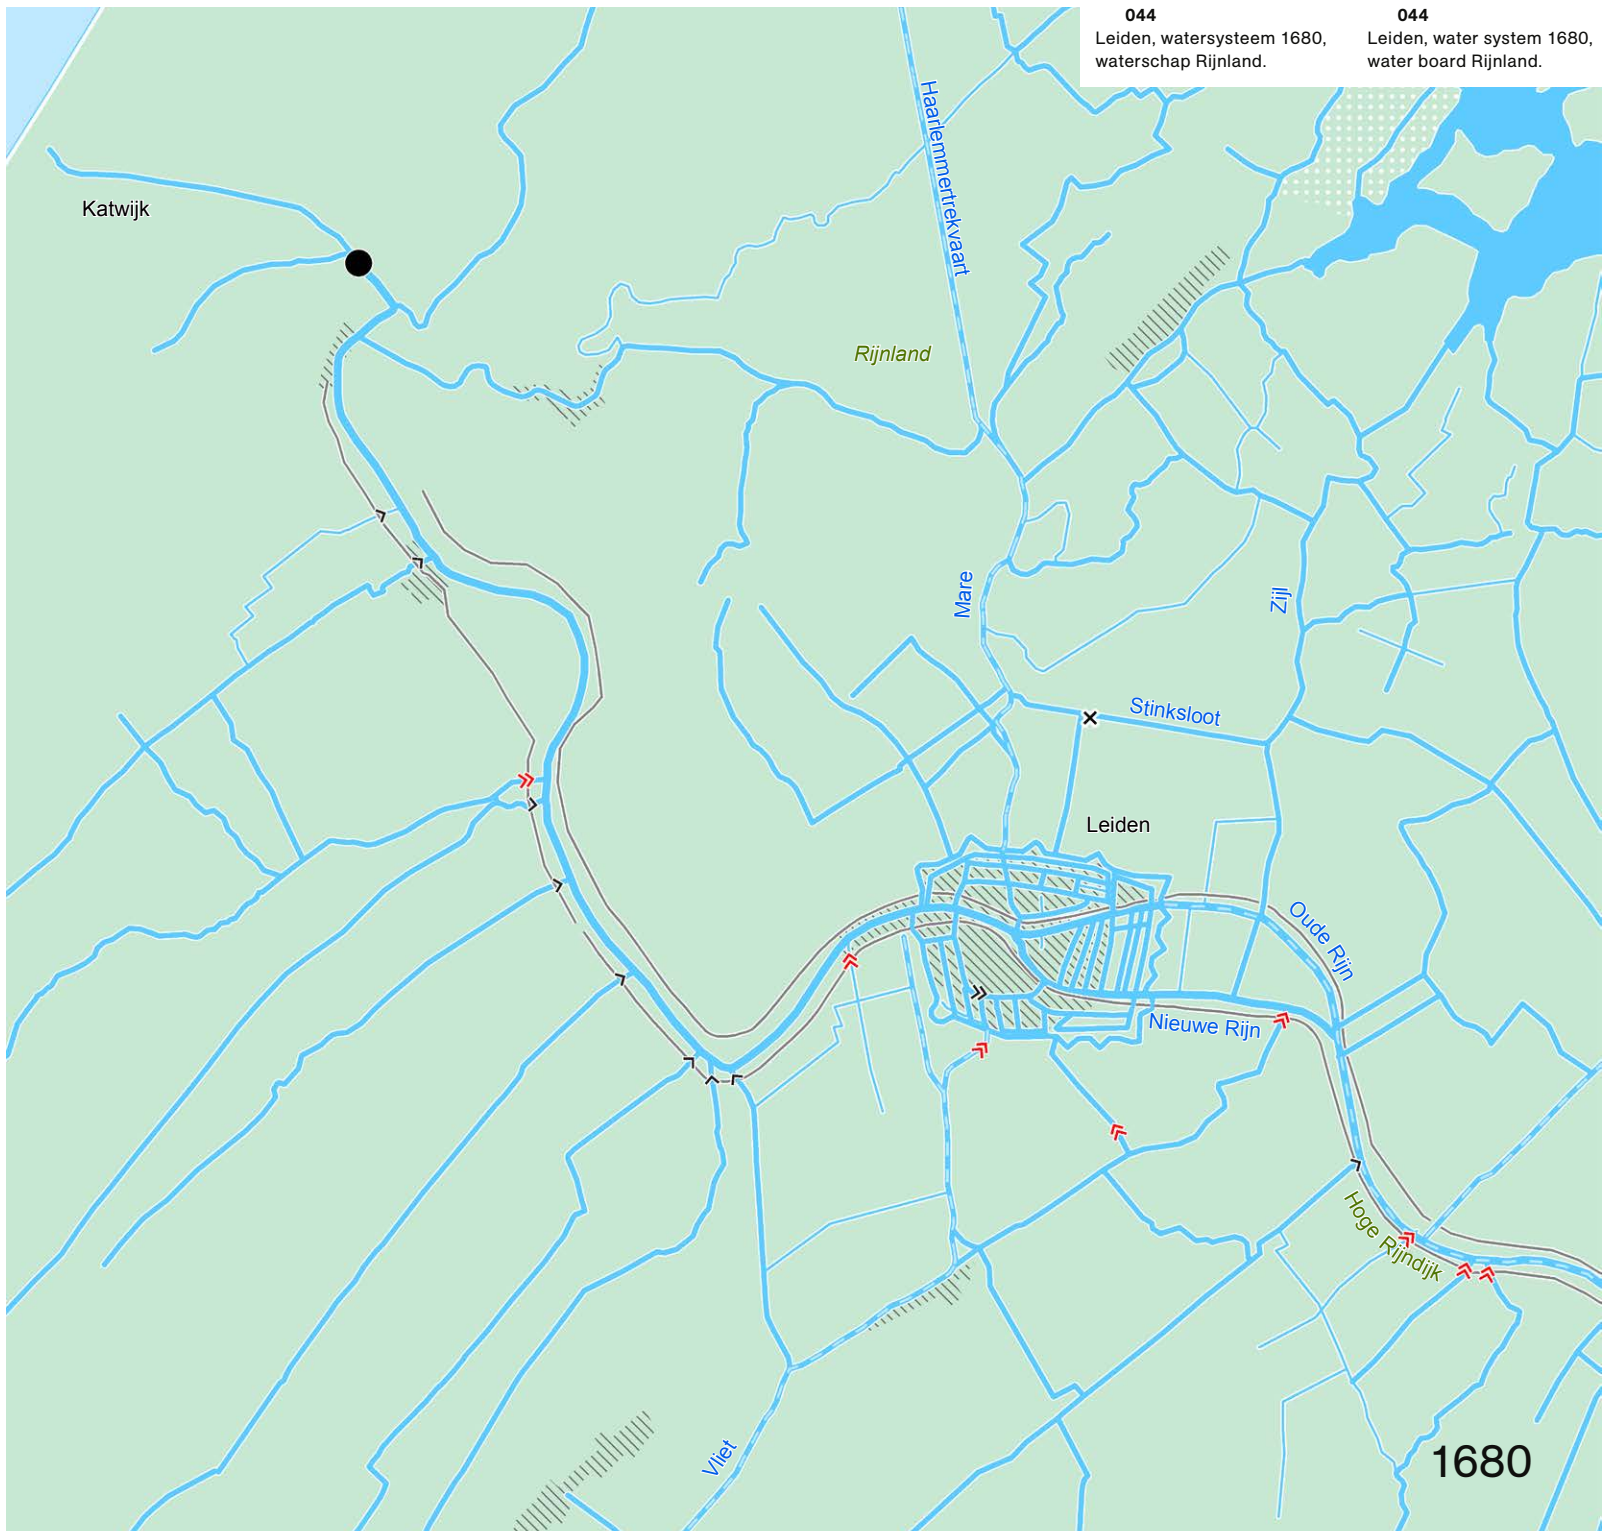 044
Leiden, watersysteem 1680,
waterschap Rijnland.
044
Leiden, water system 1680,
water board Rijnland.
Haarlemmertrekvaart
Katwijk
Rijnland
Mare
Zijl
Stinksloot
Leiden
Oude Rijn
Nieuwe Rijn
Hoge Rijndijk
Vliet
1680